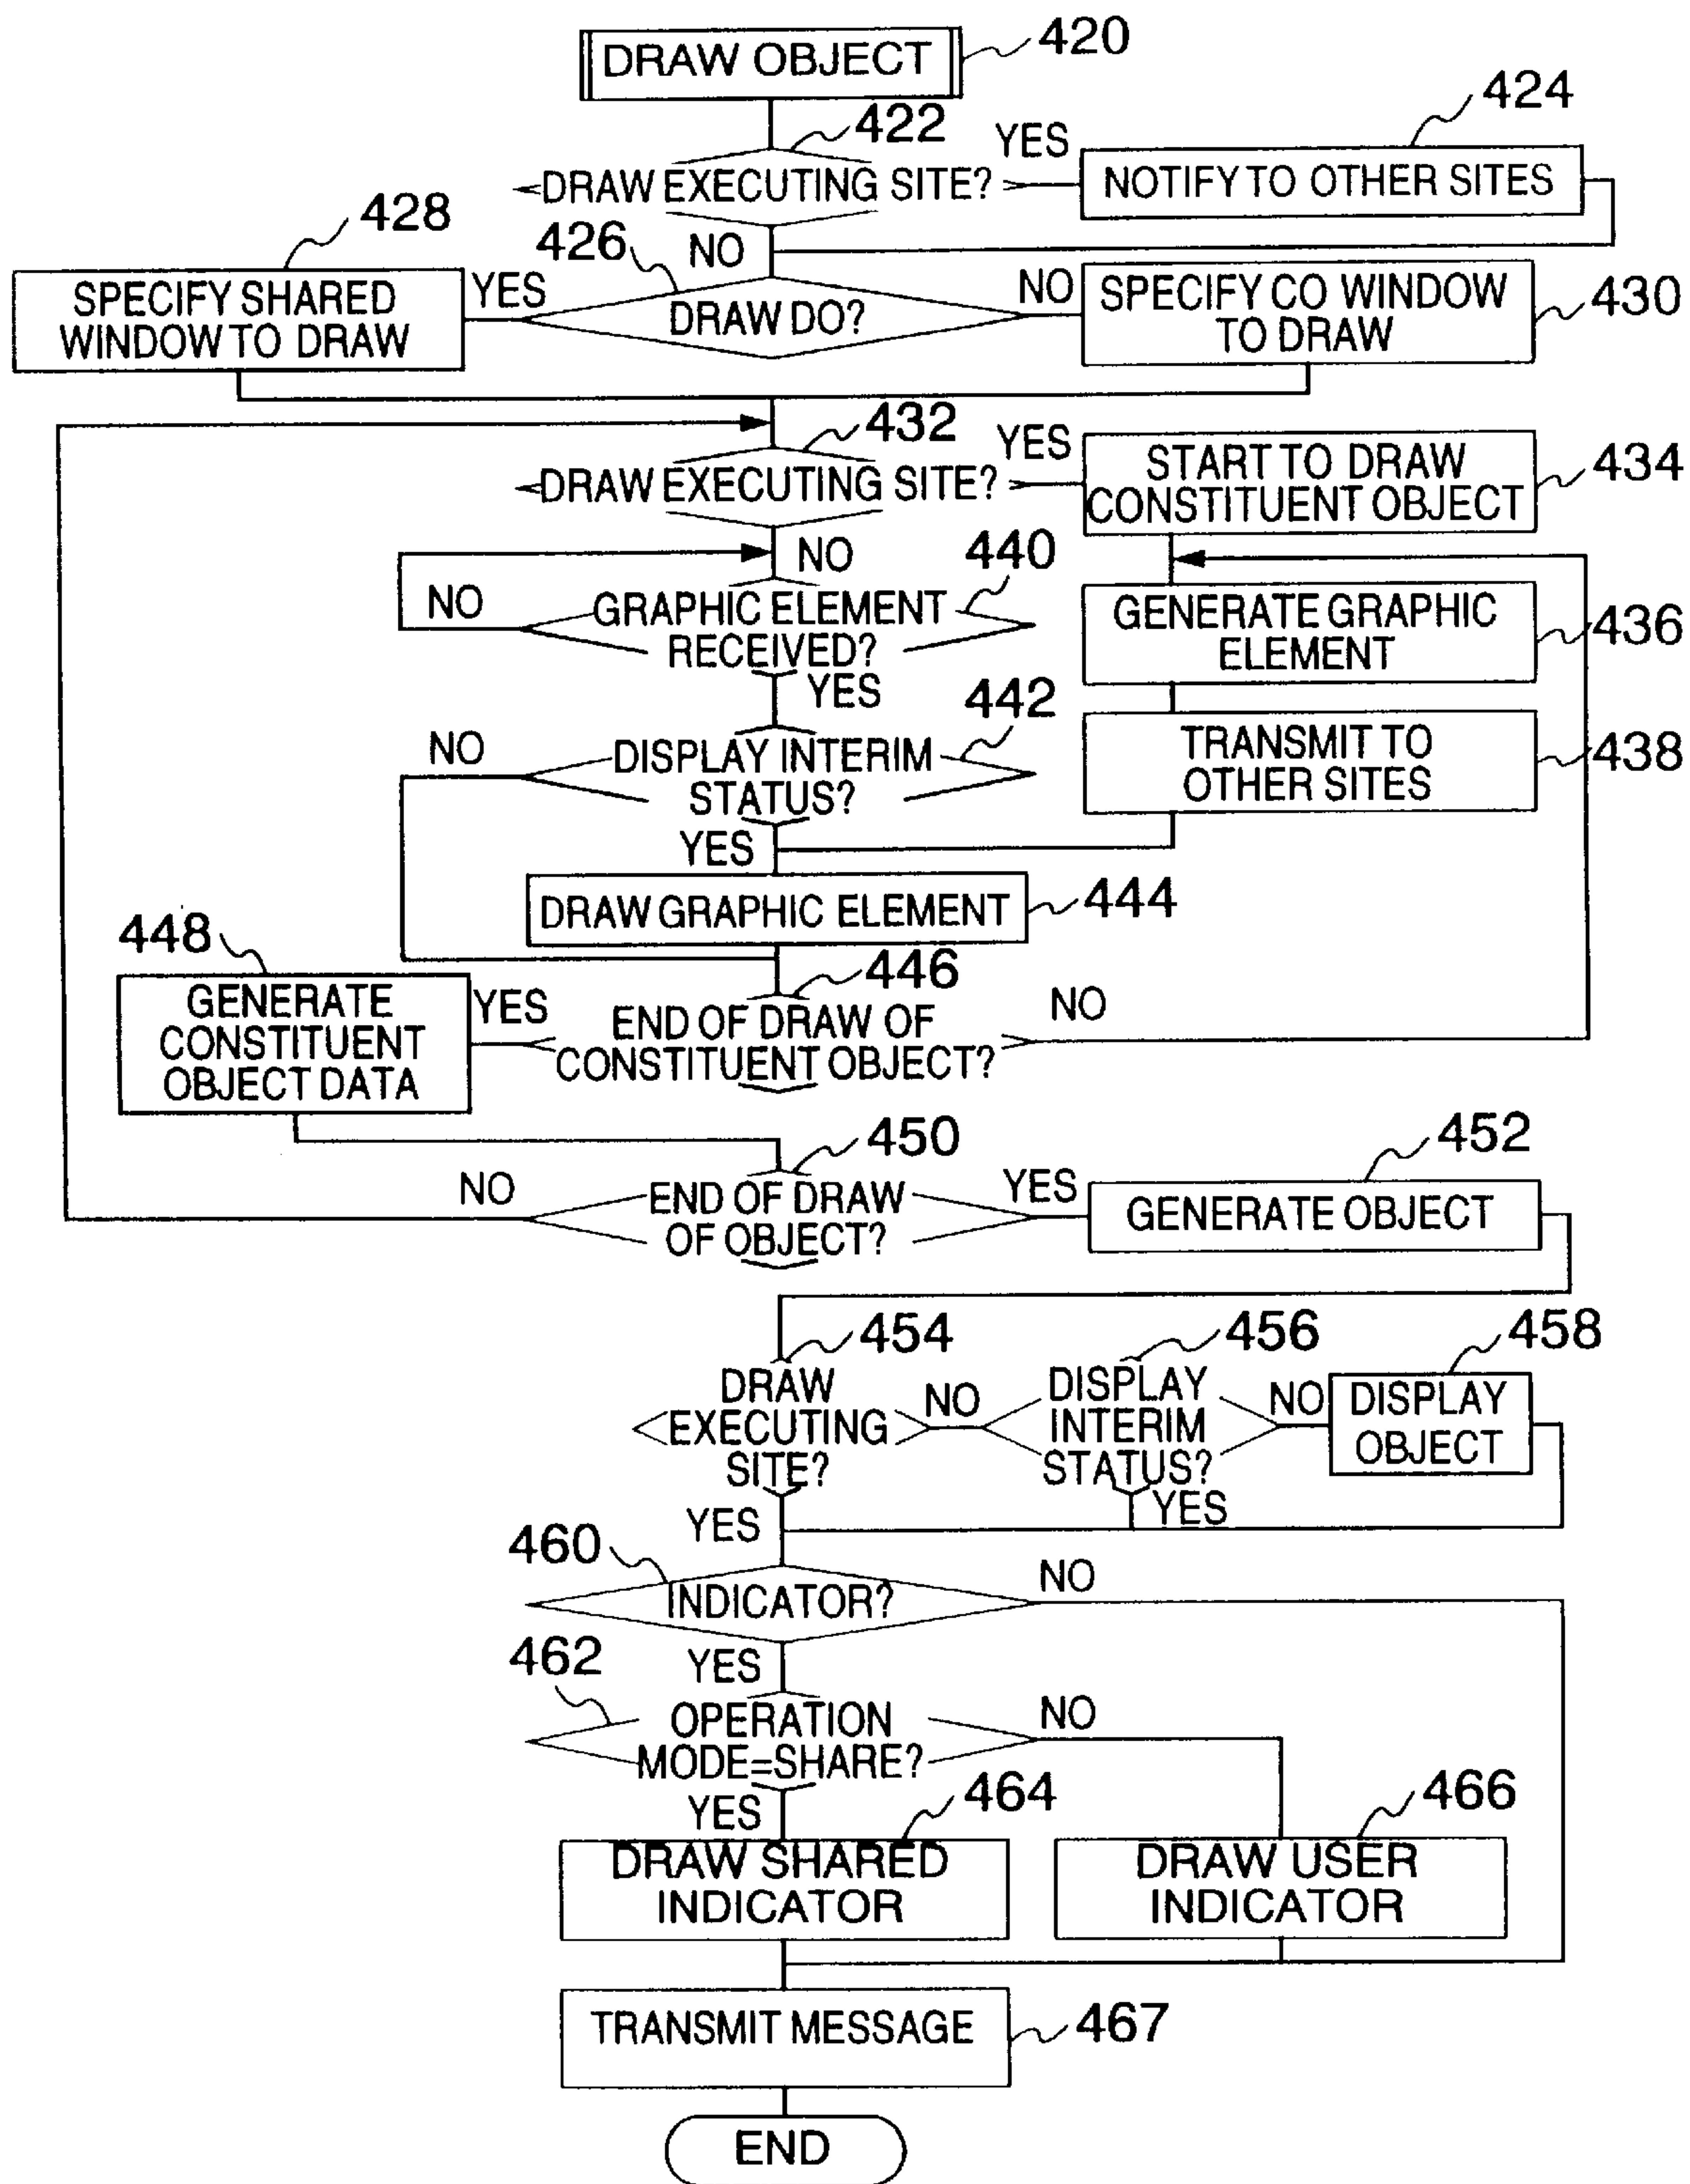 DRAW OBJECT
420
422
DRAW EXECUTING SITE?
YES
424
NOTIFY TO OTHER SITES
NO
426
DRAW DO?
YES
428
SPECIFY SHARED
WINDOW TO DRAW
NO
SPECIFY CO WINDOW
TO DRAW
430
432
DRAW EXECUTING SITE?
YES
START TO DRAW
CONSTITUENT OBJECT
434
NO
440
GRAPHIC ELEMENT
RECEIVED?
NO
YES
GENERATE GRAPHIC
ELEMENT
436
442
DISPLAY INTERIM
STATUS?
NO
YES
TRANSMIT TO
OTHER SITES
438
DRAW GRAPHIC ELEMENT
444
446
END OF DRAW OF
CONSTITUENT OBJECT?
NO
YES
448
GENERATE
CONSTITUENT
OBJECT DATA
450
END OF DRAW
OF OBJECT?
NO
YES
452
GENERATE OBJECT
454
DRAW
EXECUTING
SITE?
NO
456
DISPLAY
INTERIM
STATUS?
NO
458
DISPLAY
OBJECT
YES
YES
460
INDICATOR?
NO
YES
462
OPERATION
MODE=SHARE?
NO
YES
464
DRAW SHARED
INDICATOR
466
DRAW USER
INDICATOR
TRANSMIT MESSAGE
467
END